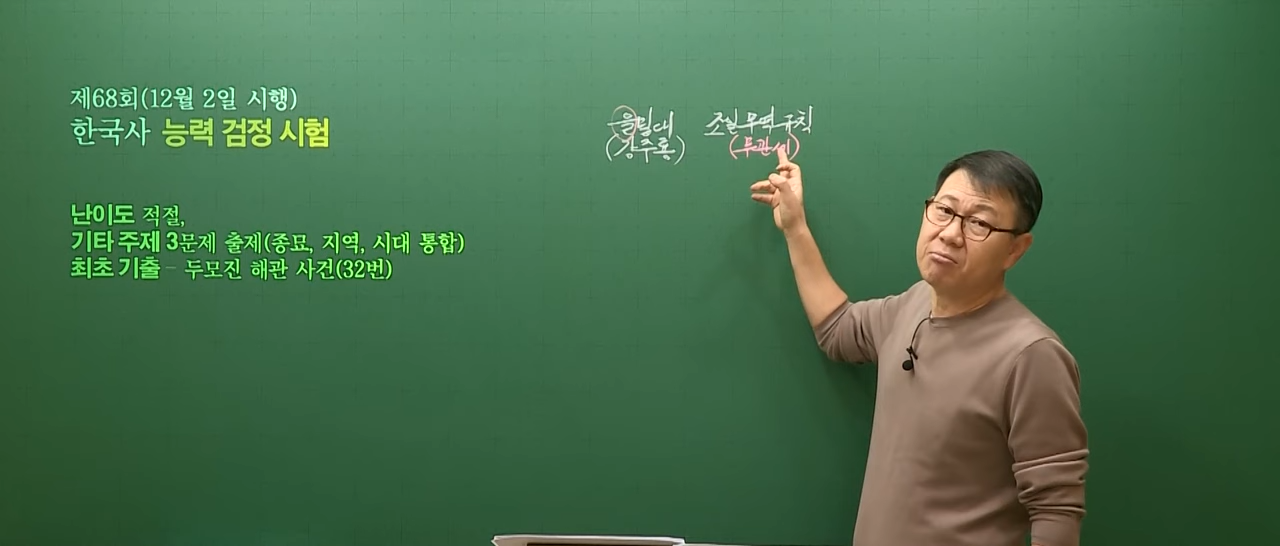 제68회(12월 2일 시행)
한국사 능력 검정 시험
난이도 적절,
기타 주제 3문제 출제(종묘, 지역, 시대 통합)
최초 기출 - 두모진 해관 사건(32번)
을밀대 조일무역규칙
(강주룡) (무관세)